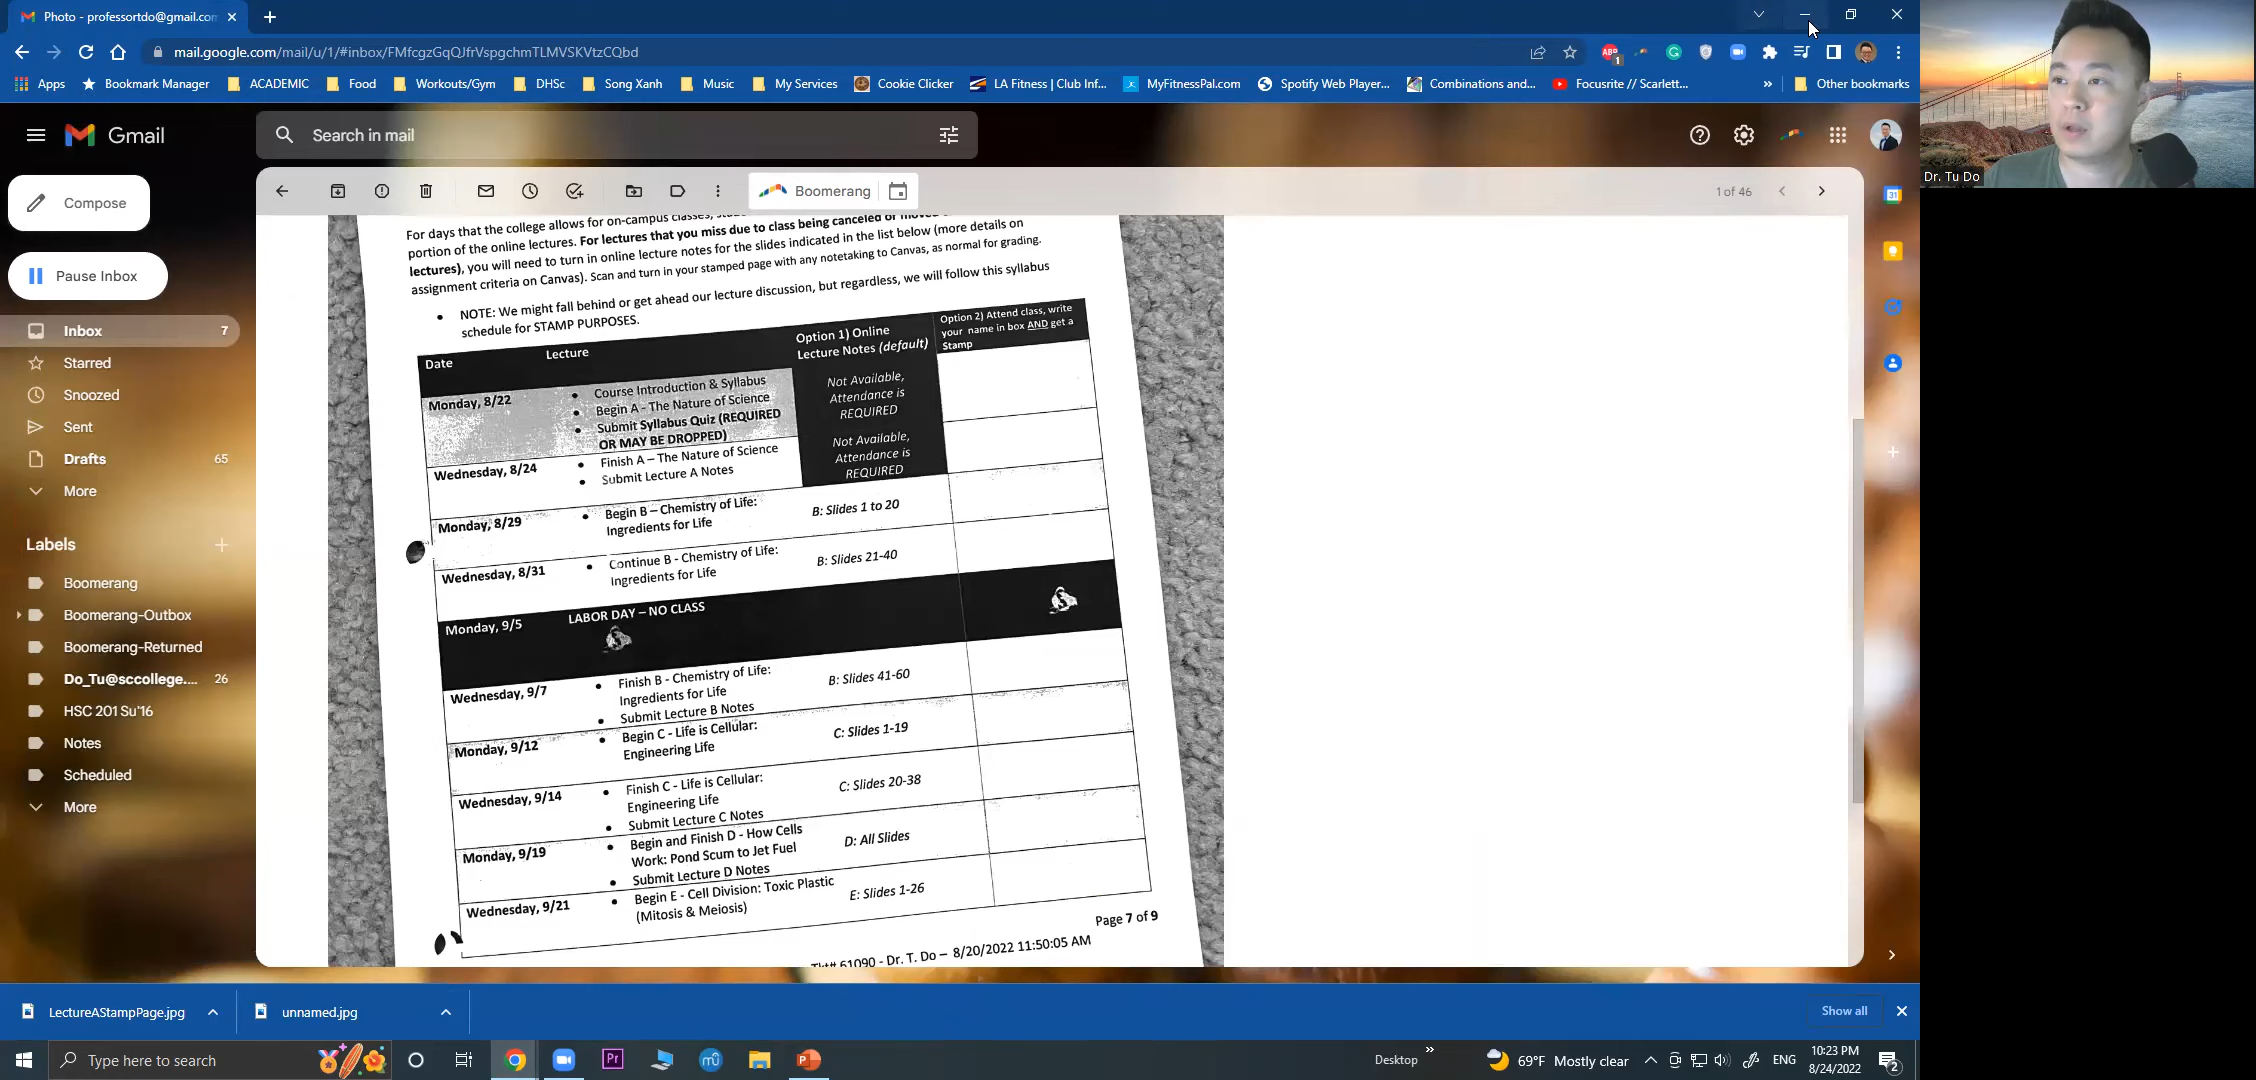 Photo - professortdo@gmail.com
mail.google.com/mail/u/1/#inbox/FMfcgzGqQJfrVspgchmTLMVSKVtzCQbd
Apps Bookmark Manager ACADEMIC Food Workouts/Gym DHSc Song Xanh Music My Services Cookie Clicker LA Fitness | Club Inf... MyFitnessPal.com Spotify Web Player... Combinations and... Focusrite // Scarlett... » Other bookmarks
Gmail
Search in mail
Dr. Tu Do
Compose
Boomerang
1 of 46
Pause Inbox
Inbox 7
Starred
Snoozed
Sent
Drafts 65
More
Labels
Boomerang
Boomerang-Outbox
Boomerang-Returned
Do_Tu@sccollege.... 26
HSC 201 Su'16
Notes
Scheduled
More
For days that the college allows for on-campus classes,
portion of the online lectures. For lectures that you miss due to class being canceled or moved
lectures), you will need to turn in online lecture notes for the slides indicated in the list below (more details on
assignment criteria on Canvas). Scan and turn in your stamped page with any notetaking to Canvas, as normal for grading.
• NOTE: We might fall behind or get ahead our lecture discussion, but regardless, we will follow this syllabus
schedule for STAMP PURPOSES.
Date
Lecture
Option 1) Online
Lecture Notes (default)
Option 2) Attend class, write
your name in box AND get a
Stamp
Monday, 8/22
• Course Introduction & Syllabus
• Begin A - The Nature of Science
• Submit Syllabus Quiz (REQUIRED
OR MAY BE DROPPED)
Not Available,
Attendance is
REQUIRED
Wednesday, 8/24
• Finish A – The Nature of Science
• Submit Lecture A Notes
Not Available,
Attendance is
REQUIRED
Monday, 8/29
• Begin B – Chemistry of Life:
Ingredients for Life
B: Slides 1 to 20
Wednesday, 8/31
• Continue B - Chemistry of Life:
Ingredients for Life
B: Slides 21-40
Monday, 9/5
LABOR DAY – NO CLASS
Wednesday, 9/7
• Finish B - Chemistry of Life:
Ingredients for Life
• Submit Lecture B Notes
B: Slides 41-60
Monday, 9/12
• Begin C - Life is Cellular:
Engineering Life
C: Slides 1-19
Wednesday, 9/14
• Finish C - Life is Cellular:
Engineering Life
• Submit Lecture C Notes
C: Slides 20-38
Monday, 9/19
• Begin and Finish D - How Cells
Work: Pond Scum to Jet Fuel
• Submit Lecture D Notes
D: All Slides
Wednesday, 9/21
• Begin E - Cell Division: Toxic Plastic
(Mitosis & Meiosis)
E: Slides 1-26
Page 7 of 9
61090 - Dr. T. Do – 8/20/2022 11:50:05 AM
LectureAStampPage.jpg
unnamed.jpg
Show all
Type here to search
Desktop
69°F Mostly clear
ENG
10:23 PM
8/24/2022
2